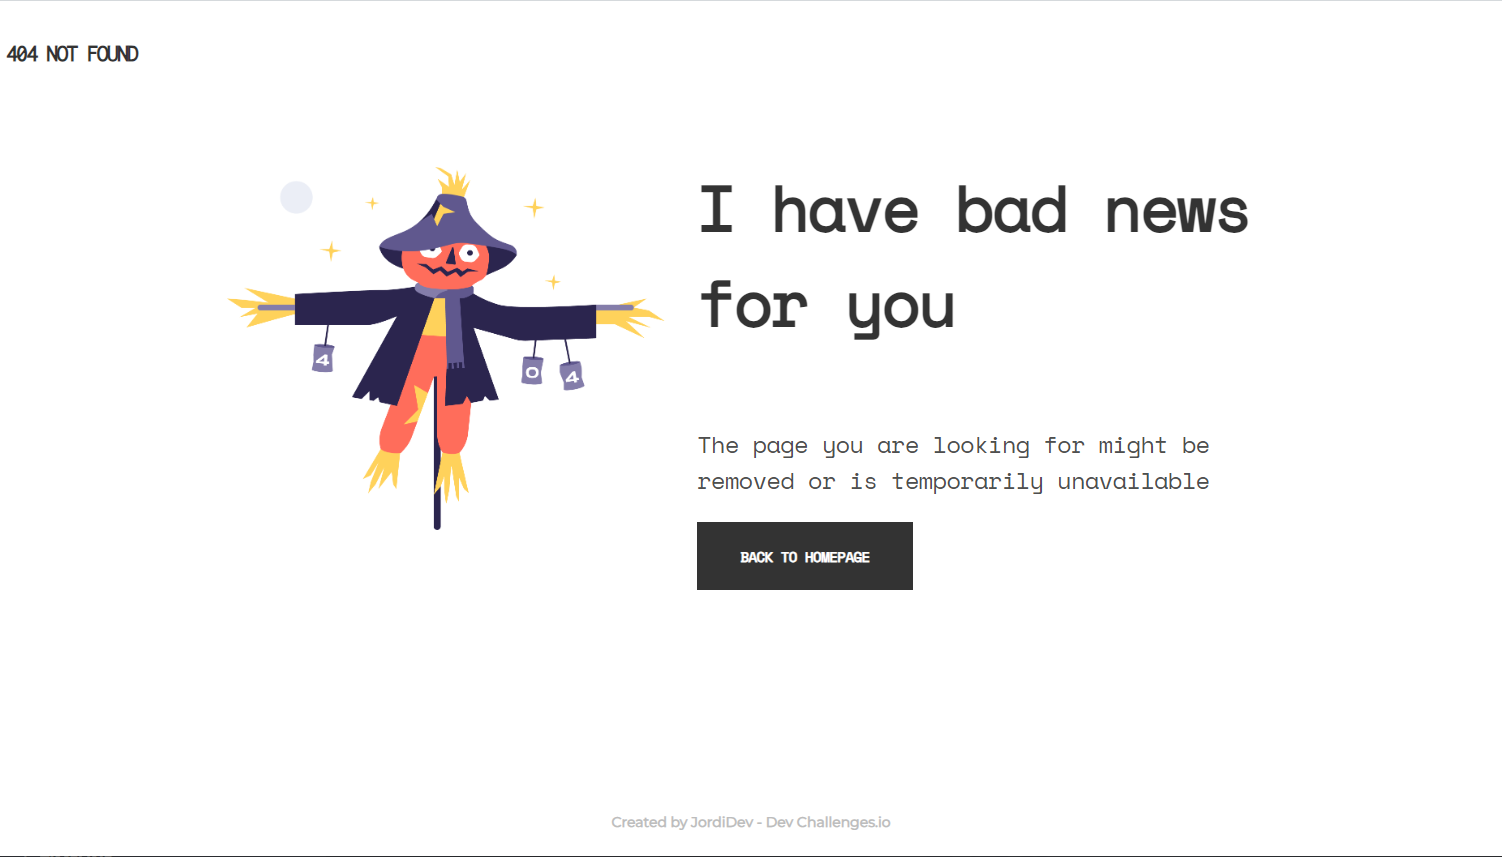 404 NOT FOUND
I have bad news
for you
4
0
4
The page you are looking for might be
removed or is temporarily unavailable
BACK TO HOMEPAGE
Created by JordiDev - Dev Challenges.io